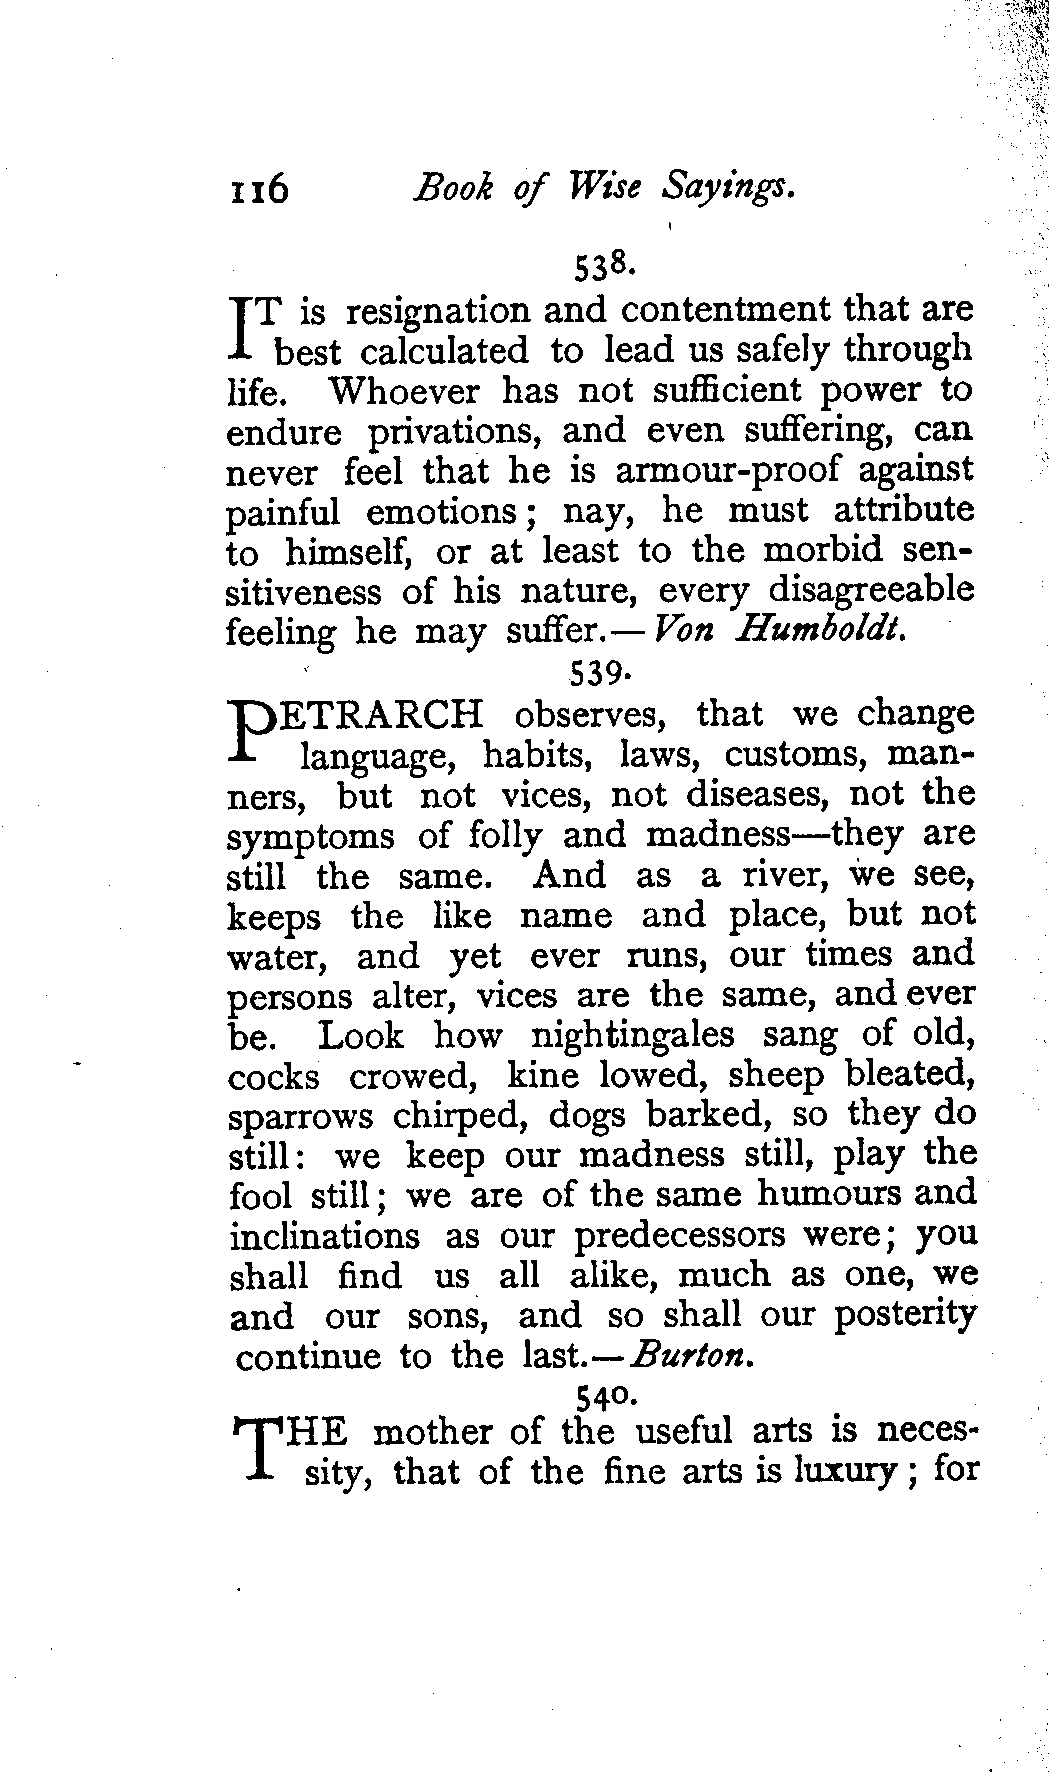 116 Book of Wise Sayings.
538.
IT is resignation and contentment that are
best calculated to lead us safely through
life. Whoever has not sufficient power to
endure privations, and even suffering, can
never feel that he is armour-proof against
painful emotions; nay, he must attribute
to himself, or at least to the morbid sen-
sitiveness of his nature, every disagreeable
feeling he may suffer.—Von Humboldt.
539.
PETRARCH observes, that we change
language, habits, laws, customs, man-
ners, but not vices, not diseases, not the
symptoms of folly and madness—they are
still the same. And as a river, we see,
keeps the like name and place, but not
water, and yet ever runs, our times and
persons alter, vices are the same, and ever
be. Look how nightingales sang of old,
cocks crowed, kine lowed, sheep bleated,
sparrows chirped, dogs barked, so they do
still: we keep our madness still, play the
fool still; we are of the same humours and
inclinations as our predecessors were; you
shall find us all alike, much as one, we
and our sons, and so shall our posterity
continue to the last.—Burton.
540.
THE mother of the useful arts is neces-
sity, that of the fine arts is luxury; for